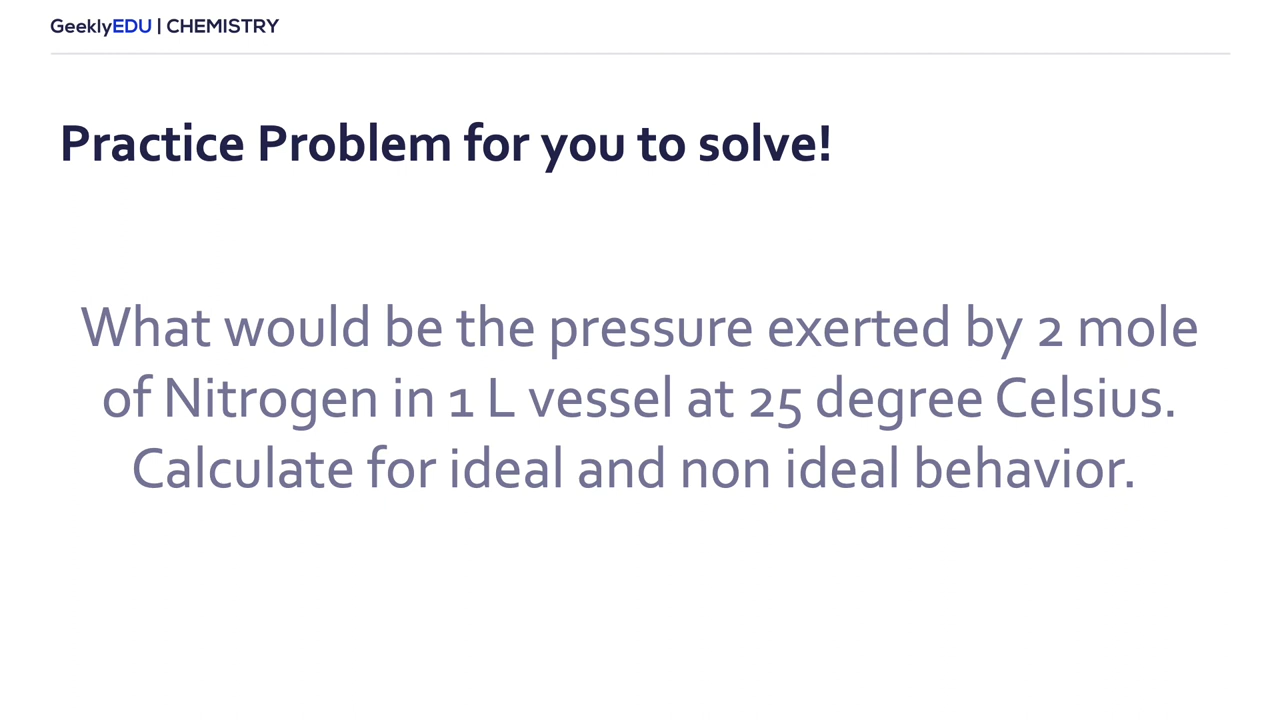 GeeklyEDU | CHEMISTRY
Practice Problem for you to solve!
What would be the pressure exerted by 2 mole
of Nitrogen in 1 L vessel at 25 degree Celsius.
Calculate for ideal and non ideal behavior.